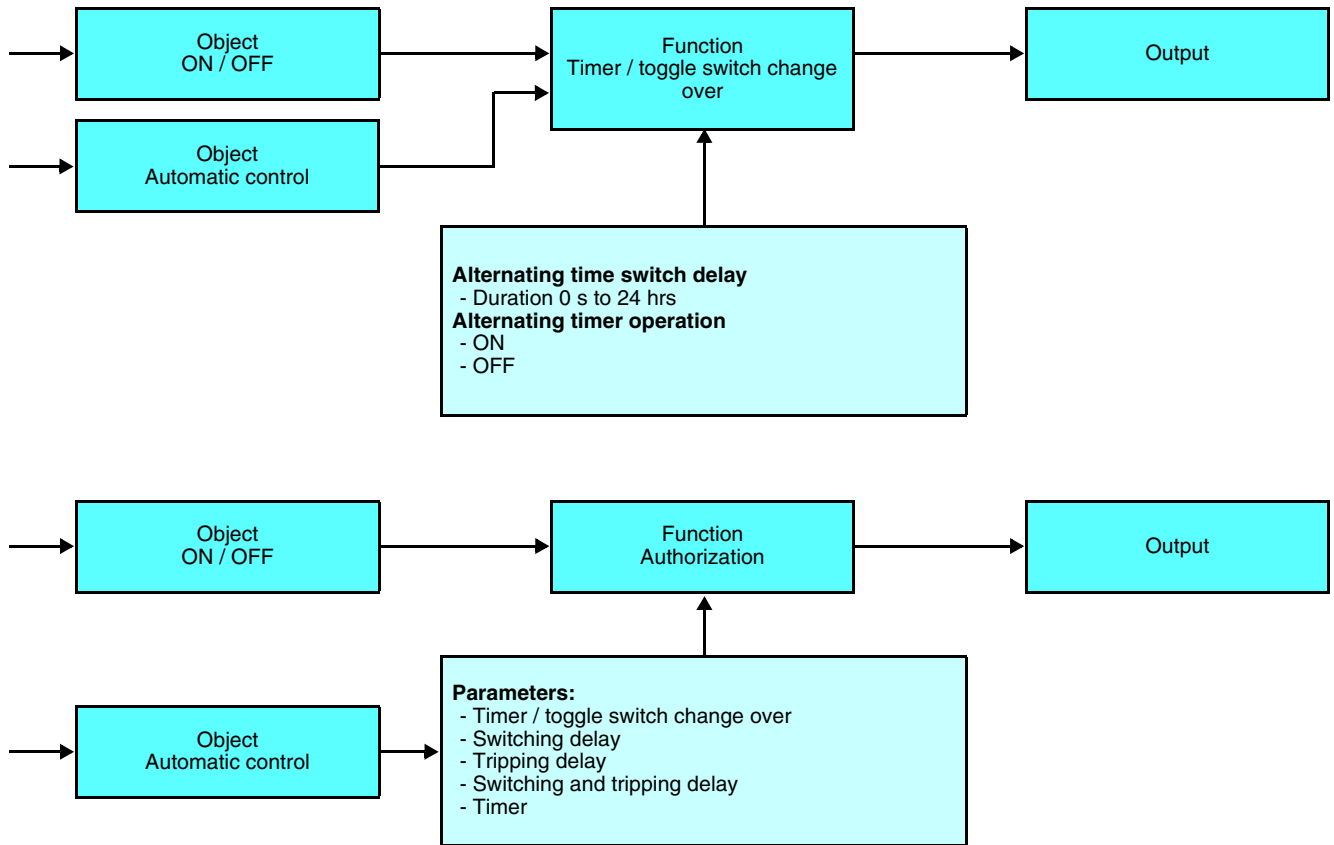 Object
ON / OFF
Function
Timer / toggle switch change
over
Output
Object
Automatic control
Alternating time switch delay
- Duration 0 s to 24 hrs
Alternating timer operation
- ON
- OFF
Object
ON / OFF
Function
Authorization
Output
Object
Automatic control
Parameters:
- Timer / toggle switch change over
- Switching delay
- Tripping delay
- Switching and tripping delay
- Timer